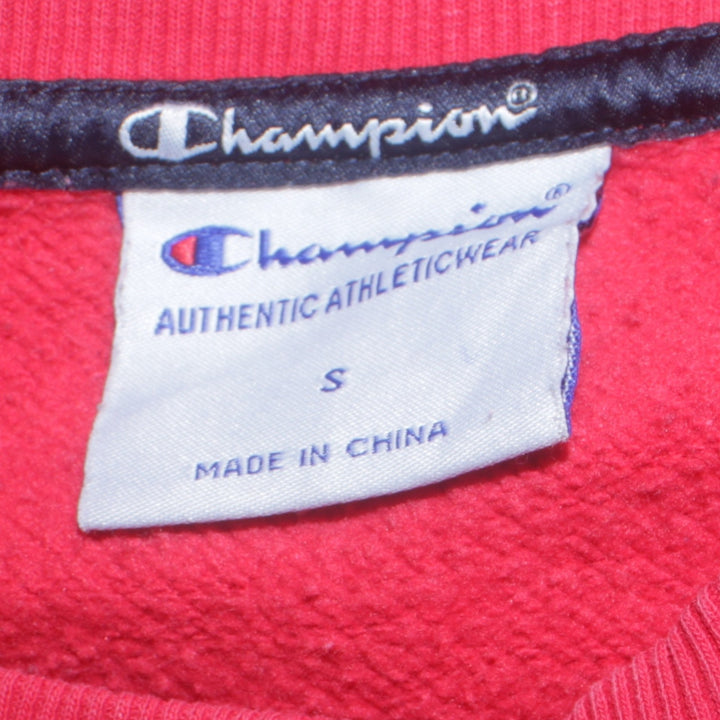 Champion®
Champion®
AUTHENTIC ATHLETICWEAR
S
MADE IN CHINA